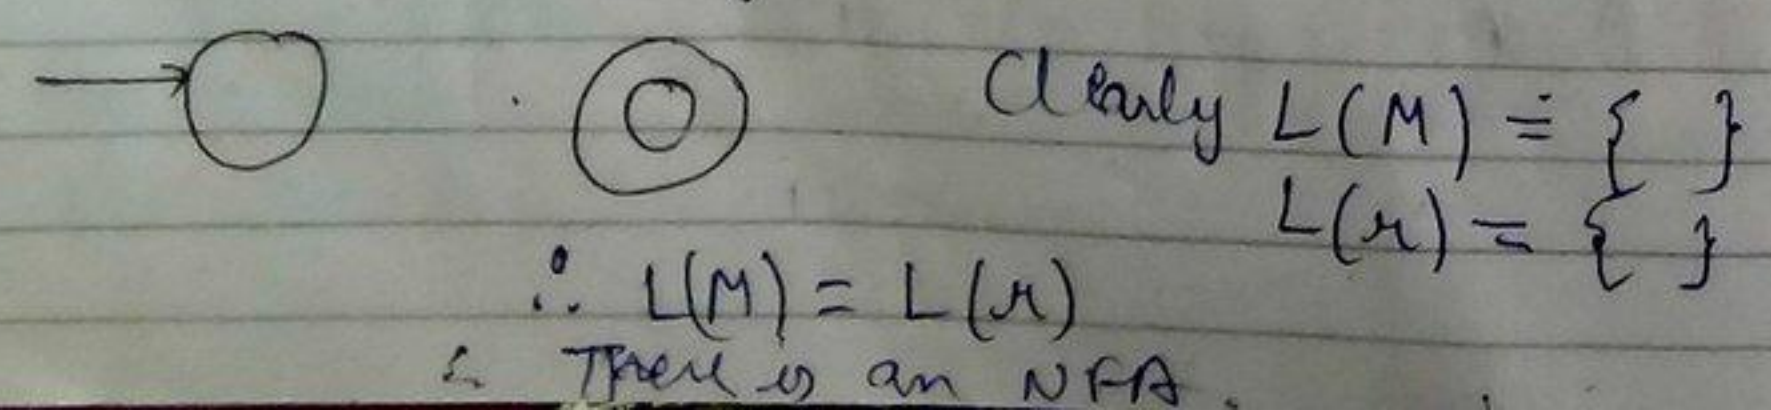 Clearly L(M) = { }
L(r) = { }
∴ L(M) = L(r)
∴ There is an NFA.